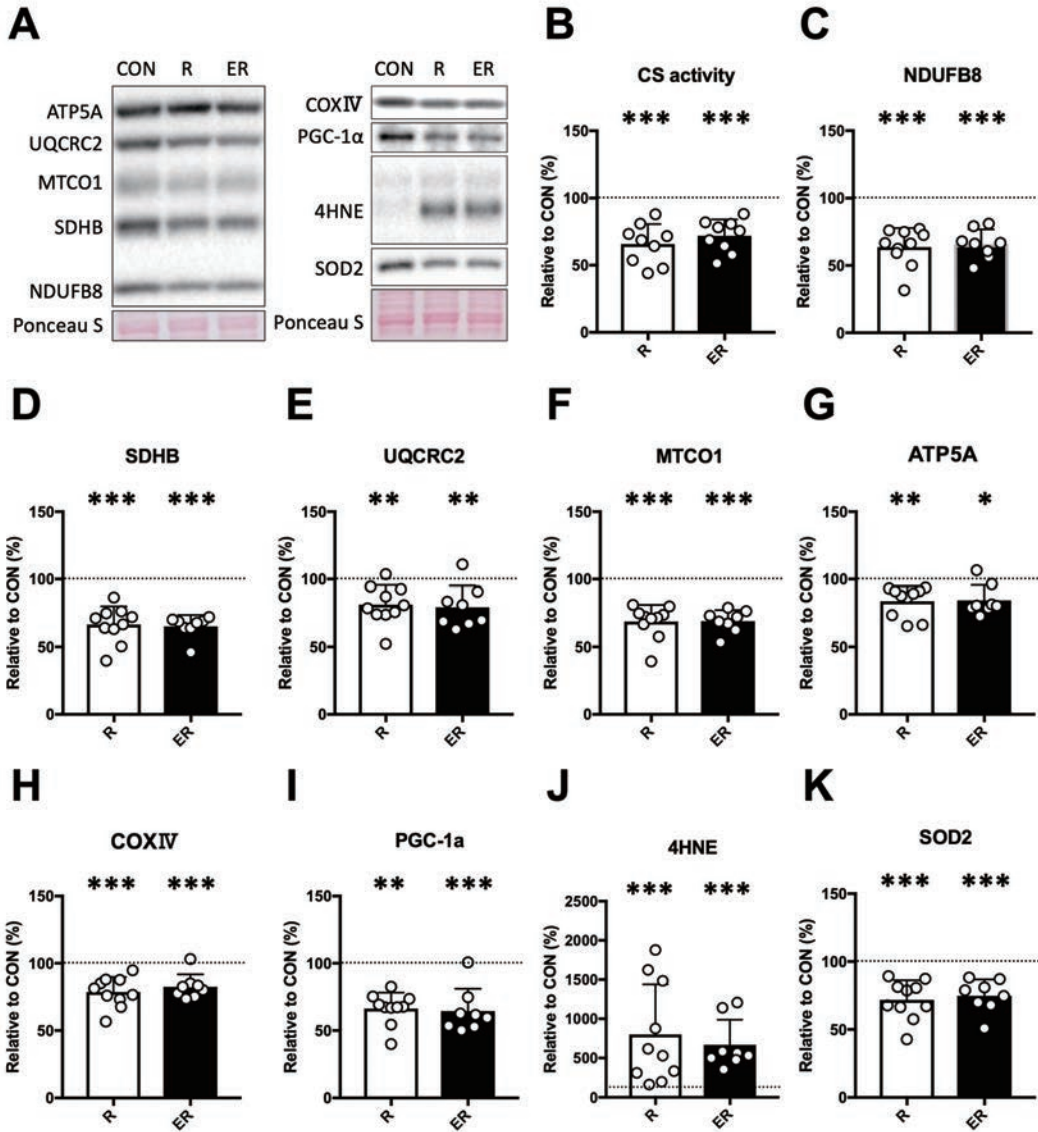 A
CON R ER
ATP5A
UQCRC2
MTCO1
SDHB
NDUFB8
Ponceau S
CON R ER
COXⅣ
PGC-1α
4HNE
SOD2
Ponceau S
B
CS activity
*** ***
Relative to CON (%)
150
100
50
0
R
ER
C
NDUFB8
*** ***
Relative to CON (%)
150
100
50
0
R
ER
D
SDHB
*** ***
Relative to CON (%)
150
100
50
0
R
ER
E
UQCRC2
** **
Relative to CON (%)
150
100
50
0
R
ER
F
MTCO1
*** ***
Relative to CON (%)
150
100
50
0
R
ER
G
ATP5A
** *
Relative to CON (%)
150
100
50
0
R
ER
H
COXⅣ
*** ***
Relative to CON (%)
150
100
50
0
R
ER
I
PGC-1a
** ***
Relative to CON (%)
150
100
50
0
R
ER
J
4HNE
*** ***
Relative to CON (%)
2500
2000
1500
1000
500
0
R
ER
K
SOD2
*** ***
Relative to CON (%)
150
100
50
0
R
ER